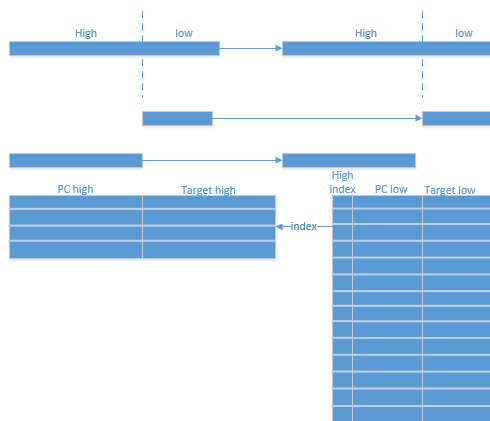 High low High low
High
index
PC high Target high PC low Target low
index